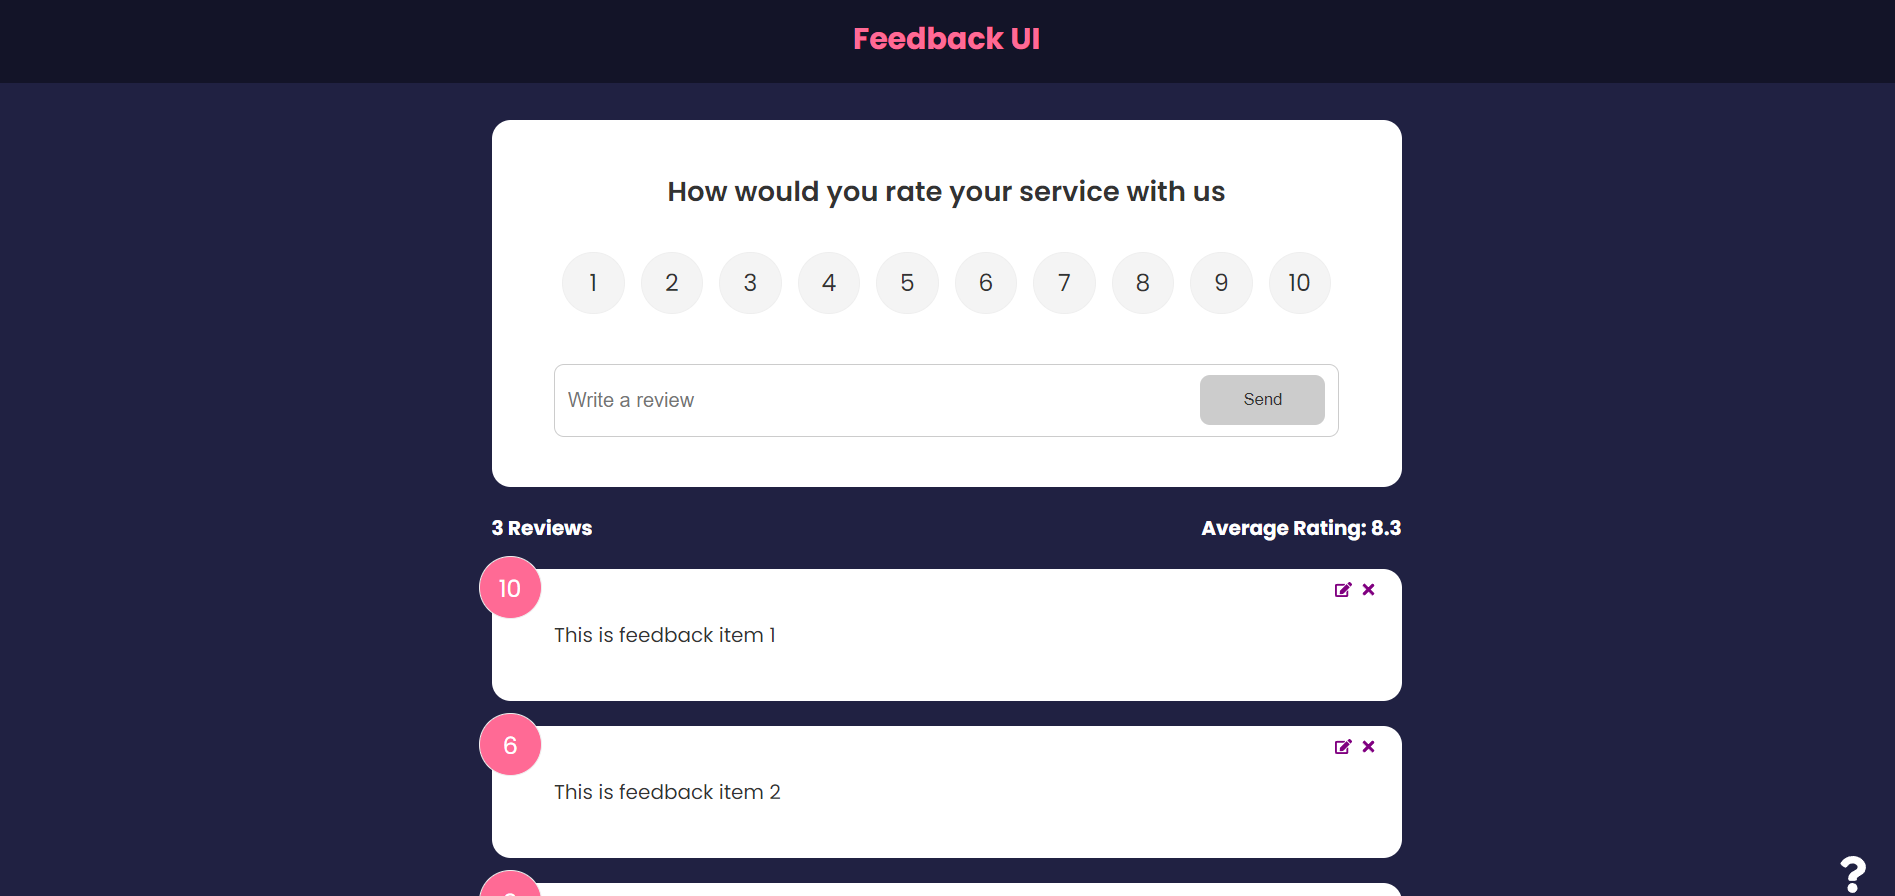 Feedback UI
How would you rate your service with us
1 2 3 4 5 6 7 8 9 10
Write a review Send
3 Reviews Average Rating: 8.3
10
This is feedback item 1
6
This is feedback item 2
?